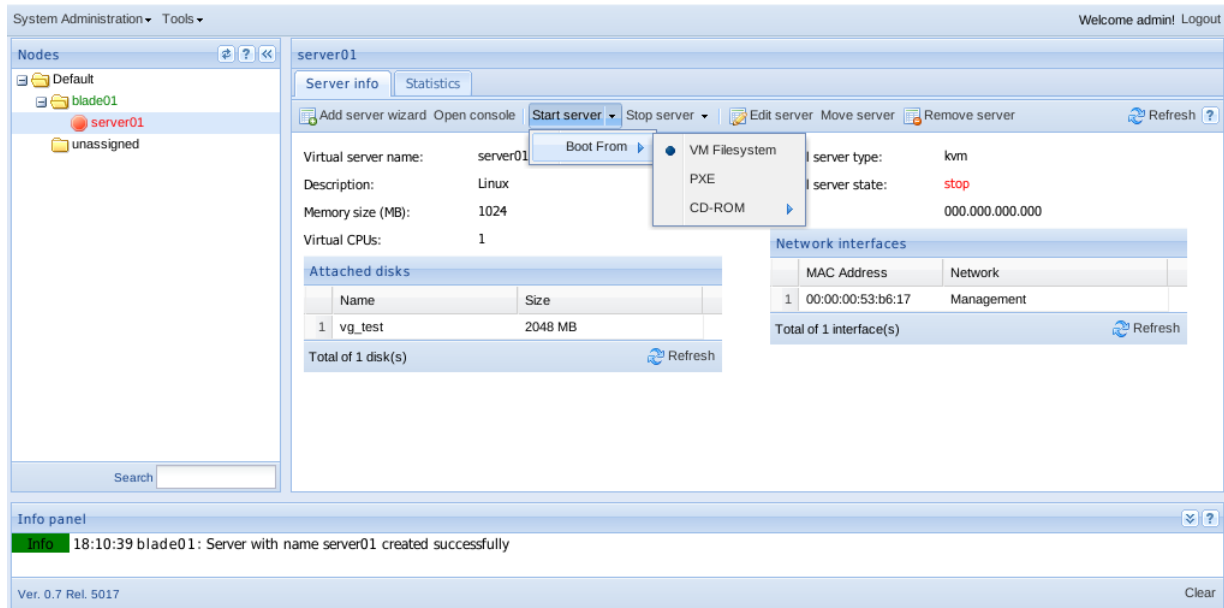 System Administration Tools Welcome admin! Logout
Nodes
Default
blade01
server01
unassigned
Search
server01
Server info Statistics
Add server wizard Open console Start server Stop server Edit server Move server Remove server Refresh ?
Boot From
VM Filesystem
PXE
CD-ROM
Virtual server name: server01
Description: Linux
Memory size (MB): 1024
Virtual CPUs: 1
server type: kvm
server state: stop
000.000.000.000
Attached disks
Name Size
1 vg_test 2048 MB
Total of 1 disk(s) Refresh
Network interfaces
MAC Address Network
1 00:00:00:53:b6:17 Management
Total of 1 interface(s) Refresh
Info panel ?
Info 18:10:39 blade01: Server with name server01 created successfully
Ver. 0.7 Rel. 5017 Clear